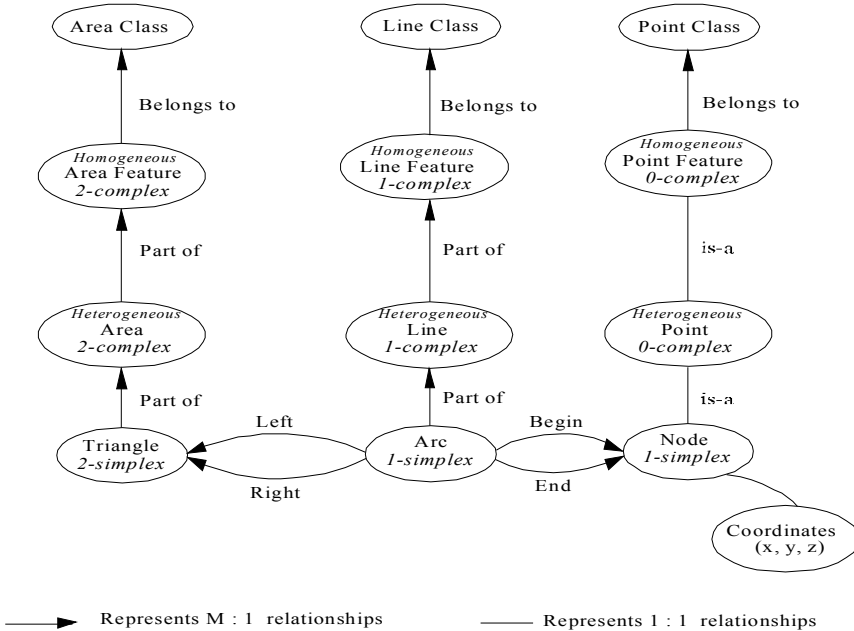 Area Class
Line Class
Point Class
Belongs to
Belongs to
Belongs to
Homogeneous
Area Feature
2-complex
Homogeneous
Line Feature
1-complex
Homogeneous
Point Feature
0-complex
Part of
Part of
is-a
Heterogeneous
Area
2-complex
Heterogeneous
Line
1-complex
Heterogeneous
Point
0-complex
Part of
Part of
is-a
Left
Begin
Triangle
2-simplex
Arc
1-simplex
Node
1-simplex
Right
End
Coordinates
(x, y, z)
Represents M : 1 relationships
Represents 1 : 1 relationships